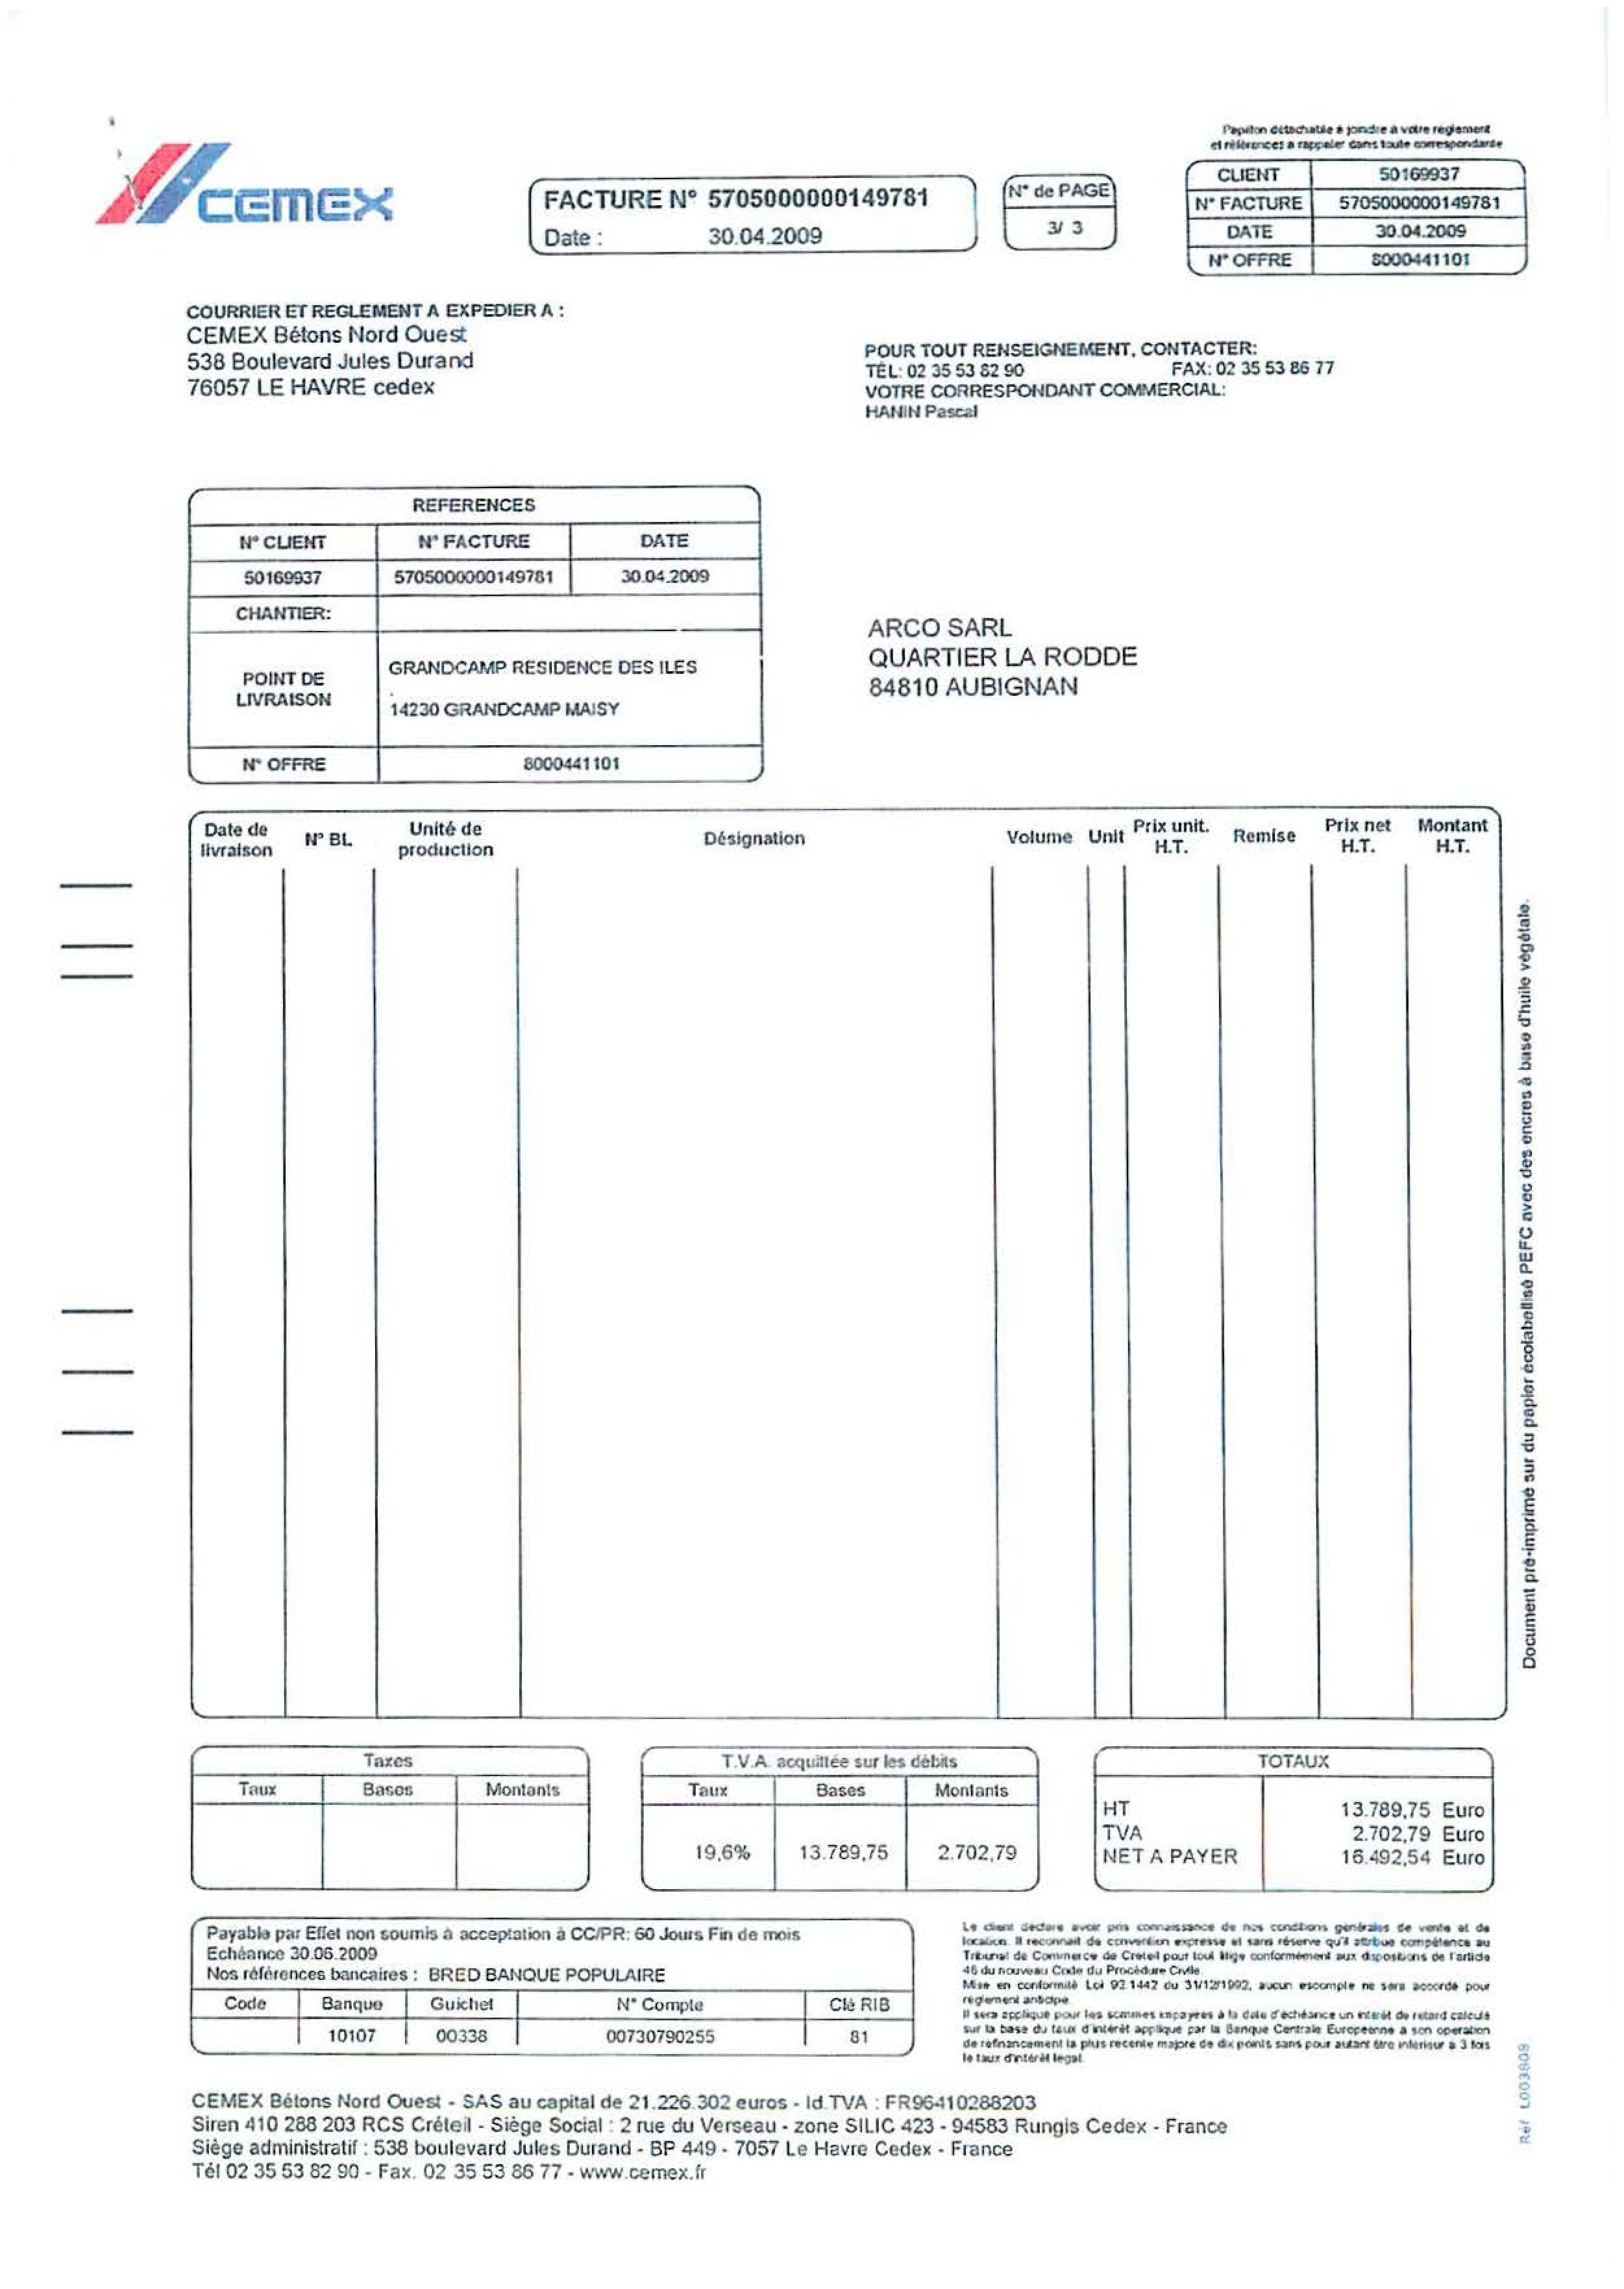 Papillon détachable à joindre à votre règlement
et références a rappeler dans toute correspondante
CEMEX
FACTURE N° 5705000000149781
Date : 30.04.2009
N° de PAGE
3/ 3
CLIENT 50169937
N° FACTURE 5705000000149781
DATE 30.04.2009
N° OFFRE 8000441101
COURRIER ET REGLEMENT A EXPEDIER A :
CEMEX Bétons Nord Ouest
538 Boulevard Jules Durand
76057 LE HAVRE cedex
POUR TOUT RENSEIGNEMENT, CONTACTER:
TÉL: 02 35 53 82 90 FAX: 02 35 53 86 77
VOTRE CORRESPONDANT COMMERCIAL:
HANIN Pascal
REFERENCES
N° CLIENT N° FACTURE DATE
50169937 5705000000149781 30.04.2009
CHANTIER:
POINT DE
LIVRAISON
GRANDCAMP RESIDENCE DES ILES
14230 GRANDCAMP MAISY
N° OFFRE 8000441101
ARCO SARL
QUARTIER LA RODDE
84810 AUBIGNAN
Date de livraison N° BL Unité de production Désignation Volume Unit Prix unit. H.T. Remise Prix net H.T. Montant H.T.
Document pré-imprimé sur du papier écolabellisé PEFC avec des encres à base d'huile végétale.
Taxes
Taux Bases Montants
T.V.A. acquittée sur les débits
Taux Bases Montants
19,6% 13.789,75 2.702,79
TOTAUX
HT 13.789,75 Euro
TVA 2.702,79 Euro
NET A PAYER 16.492,54 Euro
Payable par Effet non soumis à acceptation à CC/PR: 60 Jours Fin de mois
Echéance 30.06.2009
Nos références bancaires : BRED BANQUE POPULAIRE
Code Banque Guichet N° Compte Clé RIB
10107 00338 00730790255 81
Le client déclare avoir pris connaissance de nos conditions générales de vente et de
location. Il reconnait de convention expresse et sans réserve qu'il attribue compétence au
Tribunal de Commerce de Creteil pour tout litige conformément aux dispositions de l'article
46 du nouveau Code du Procédure Civile.
Mise en conformité Loi 92.1442 du 31/12/1992, aucun escompte ne sera accordé pour
règlement anticipe.
Il sera applique pour les sommes impayees à la date d'échéance un intérêt de retard calculé
sur la base du taux d'intérêt applique par la Banque Centrale Europeenne a son operation
de refinancement la plus recente majore de dix points sans pour autant être inferieur a 3 fois
le taux d'intérêt legal.
CEMEX Bétons Nord Ouest - SAS au capital de 21.226.302 euros - Id.TVA : FR96410288203
Siren 410 288 203 RCS Créteil - Siège Social : 2 rue du Verseau - zone SILIC 423 - 94583 Rungis Cedex - France
Siège administratif : 538 boulevard Jules Durand - BP 449 - 7057 Le Havre Cedex - France
Tél 02 35 53 82 90 - Fax. 02 35 53 86 77 - www.cemex.fr
Réf L003809